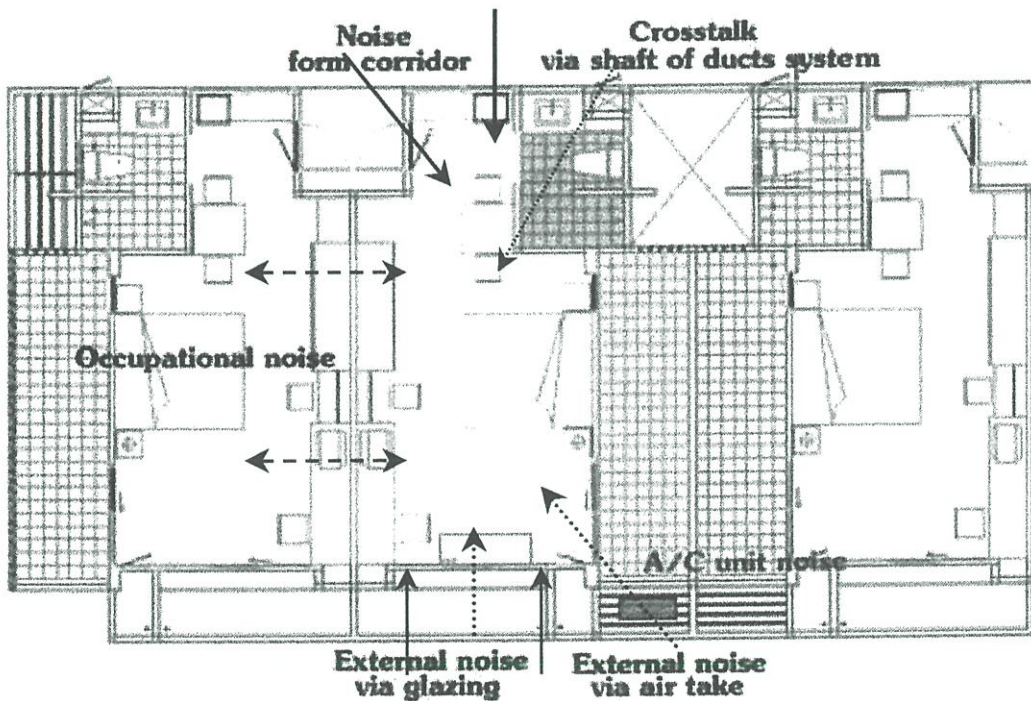 Noise
form corridor
Crosstalk
via shaft of ducts system
Occupational noise
A/C unit noise
External noise
via glazing
External noise
via air take